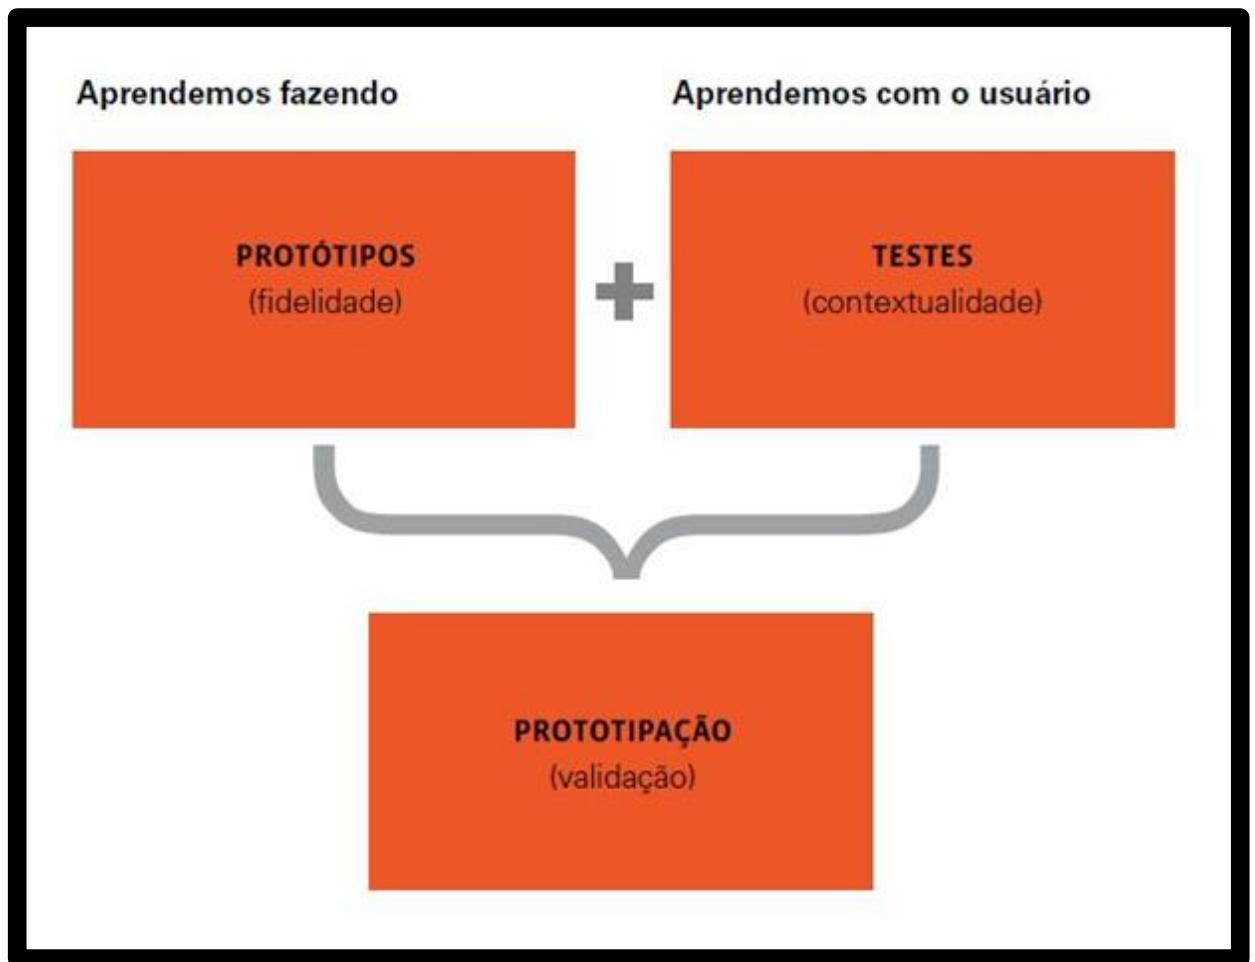 Aprendemos fazendo
Aprendemos com o usuário
PROTÓTIPOS
(fidelidade)
TESTES
(contextualidade)
PROTOTIPAÇÃO
(validação)